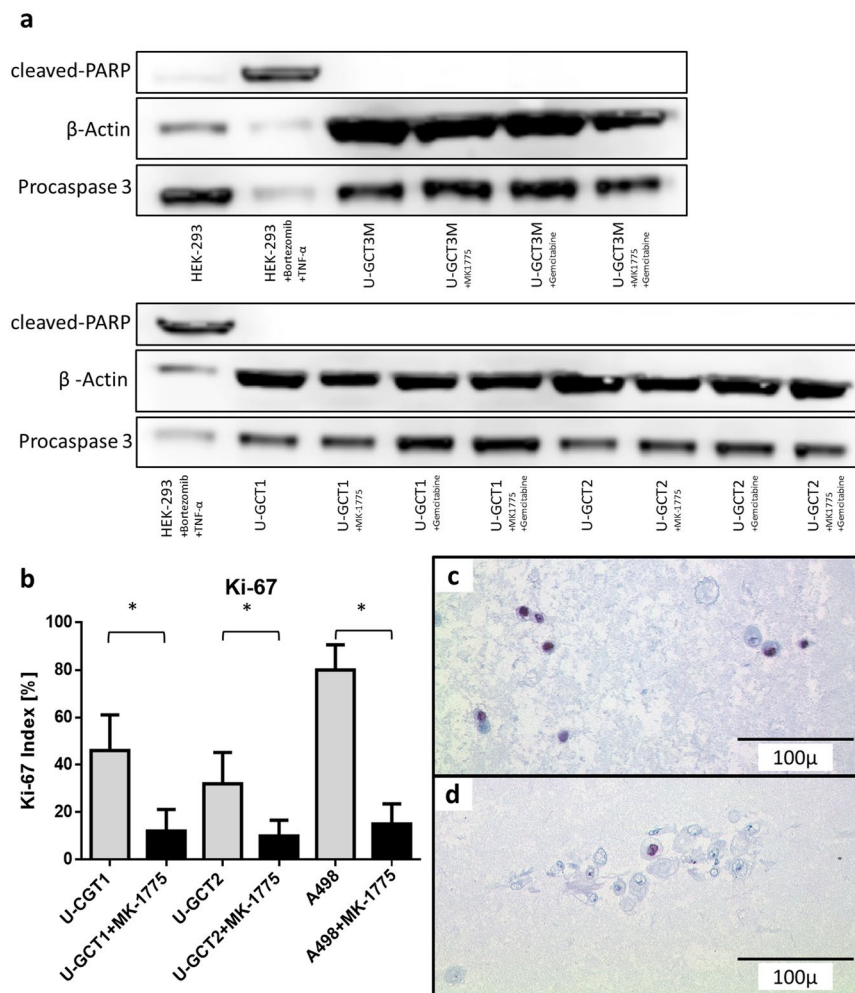 a
cleaved-PARP
β-Actin
Procaspase 3
HEK-293
HEK-293
+Bortezomib
+TNF-α
U-GCT3M
U-GCT3M
+MK1775
U-GCT3M
+Gemcitabine
U-GCT3M
+MK1775
+Gemcitabine
cleaved-PARP
β -Actin
Procaspase 3
HEK-293
+Bortezomib
+TNF-α
U-GCT1
U-GCT1
+MK-1775
U-GCT1
+Gemcitabine
U-GCT1
+MK1775
+Gemcitabine
U-GCT2
U-GCT2
+MK-1775
U-GCT2
+Gemcitabine
U-GCT2
+MK1775
+Gemcitabine
b
Ki-67
Ki-67 Index [%]
100
80
60
40
20
0
*
*
*
U-CGT1
U-GCT1+MK-1775
U-GCT2
U-GCT2+MK-1775
A498
A498+MK-1775
c
100µ
d
100µ